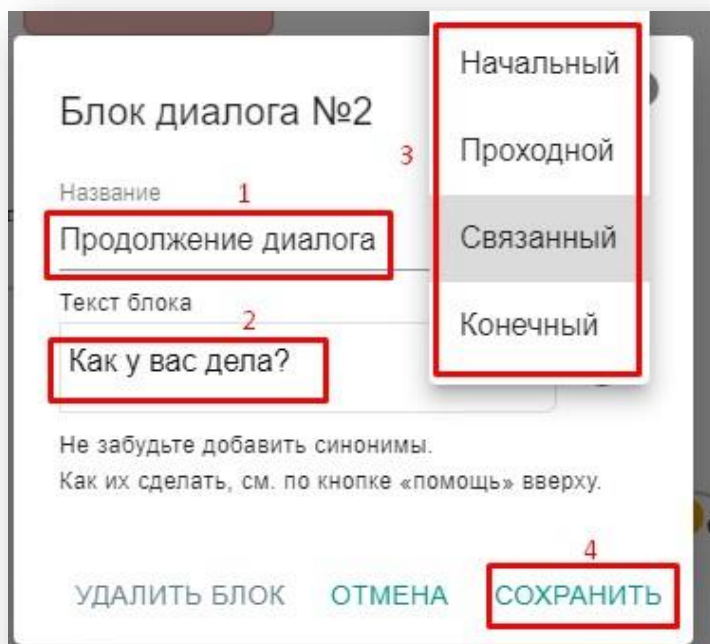 Блок диалога №2
Название
1
Продолжение диалога
Текст блока
2
Как у вас дела?
3
Начальный
Проходной
Связанный
Конечный
Не забудьте добавить синонимы.
Как их сделать, см. по кнопке «помощь» вверху.
4
УДАЛИТЬ БЛОК ОТМЕНА СОХРАНИТЬ